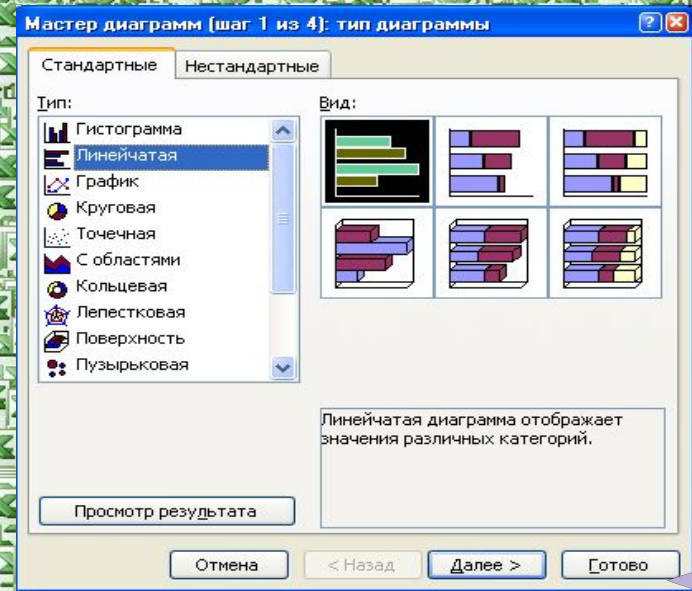 Мастер диаграмм (шаг 1 из 4): тип диаграммы
Стандартные Нестандартные
Тип:
Гистограмма
Линейчатая
График
Круговая
Точечная
С областями
Кольцевая
Лепестковая
Поверхность
Пузырьковая
Вид:
Линейчатая диаграмма отображает
значения различных категорий.
Просмотр результата
Отмена < Назад Далее > Готово